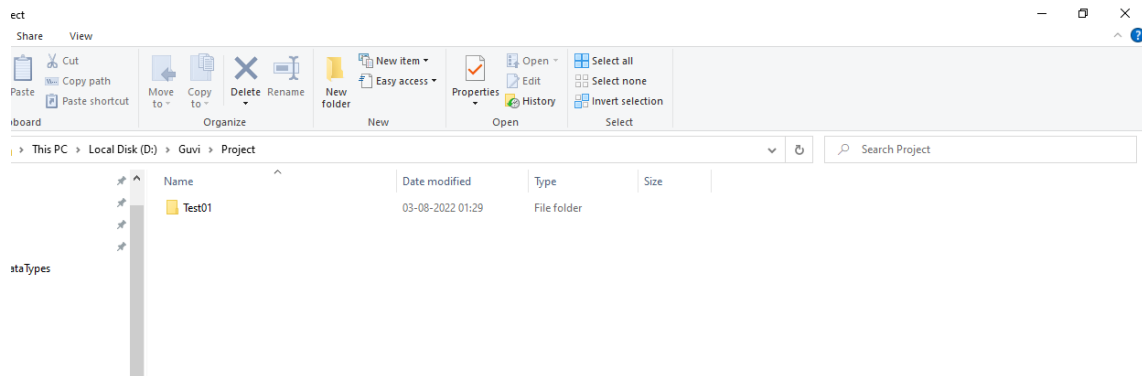 ect
Share View
Cut
Copy path
Paste shortcut
Paste
Move to
Copy to
Delete
Rename
New folder
New item
Easy access
Properties
Open
Edit
History
Select all
Select none
Invert selection
board
Organize
New
Open
Select
> This PC > Local Disk (D:) > Guvi > Project
Search Project
Name Date modified Type Size
Test01 03-08-2022 01:29 File folder
ataTypes